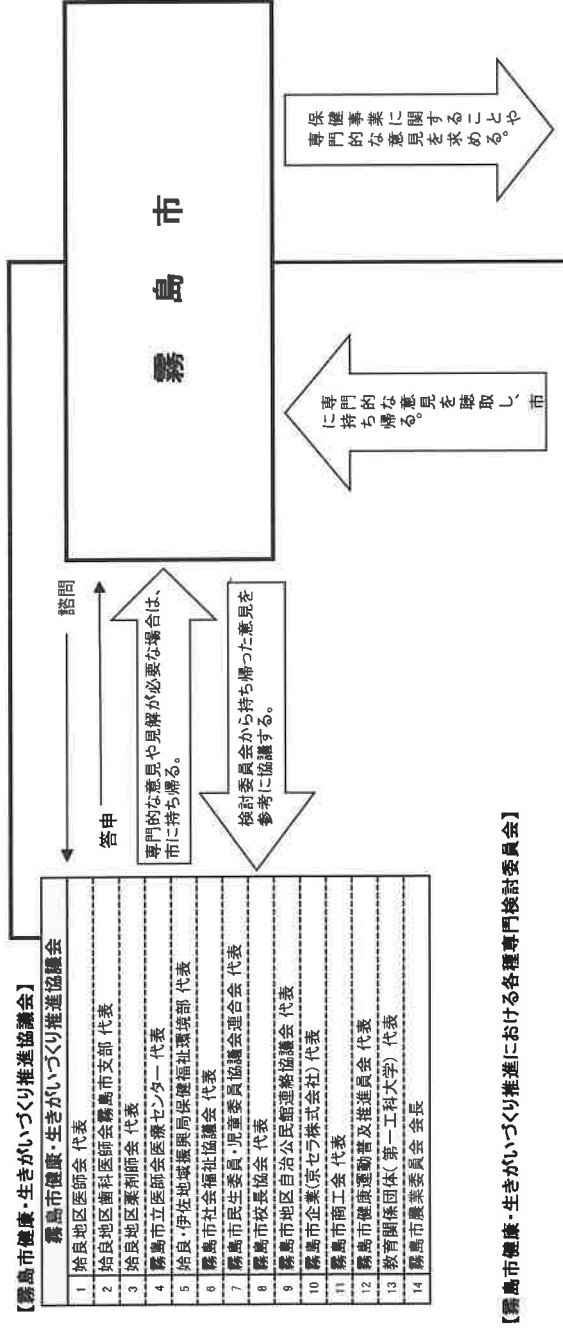 【霧島市健康・生きがいづくり推進協議会】
霧島市健康・生きがいづくり推進協議会
1 姶良地区医師会 代表
2 姶良地区歯科医師会霧島市支部 代表
3 姶良地区薬剤師会 代表
4 霧島市立医師会医療センター 代表
5 姶良・伊佐地域振興局保健福祉環境部 代表
6 霧島市社会福祉協議会 代表
7 霧島市民生委員・児童委員協議会連合会 代表
8 霧島市校長協会 代表
9 霧島市地区自治公民館連絡協議会 代表
10 霧島市企業(京セラ株式会社) 代表
11 霧島市商工会 代表
12 霧島市健康運動普及推進員会 代表
13 教育関係団体(第一工科大学) 代表
14 霧島市農業委員会 会長
諮問
答申
専門的な意見や見解が必要な場合は、
市に持ち帰る。
検討委員会から持ち帰った意見を
参考に協議する。
霧島市
専門的な意見を聴取し、市
に持ち帰る。
保健事業に関することや
専門的な意見を求める。
【霧島市健康・生きがいづくり推進における各種専門検討委員会】